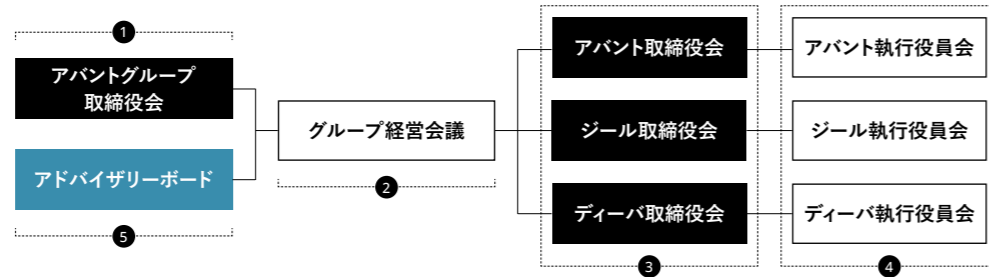 1
アバントグループ
取締役会
アドバイザリーボード
5
グループ経営会議
2
アバント取締役会
ジール取締役会
ディーバ取締役会
3
アバント執行役員会
ジール執行役員会
ディーバ執行役員会
4